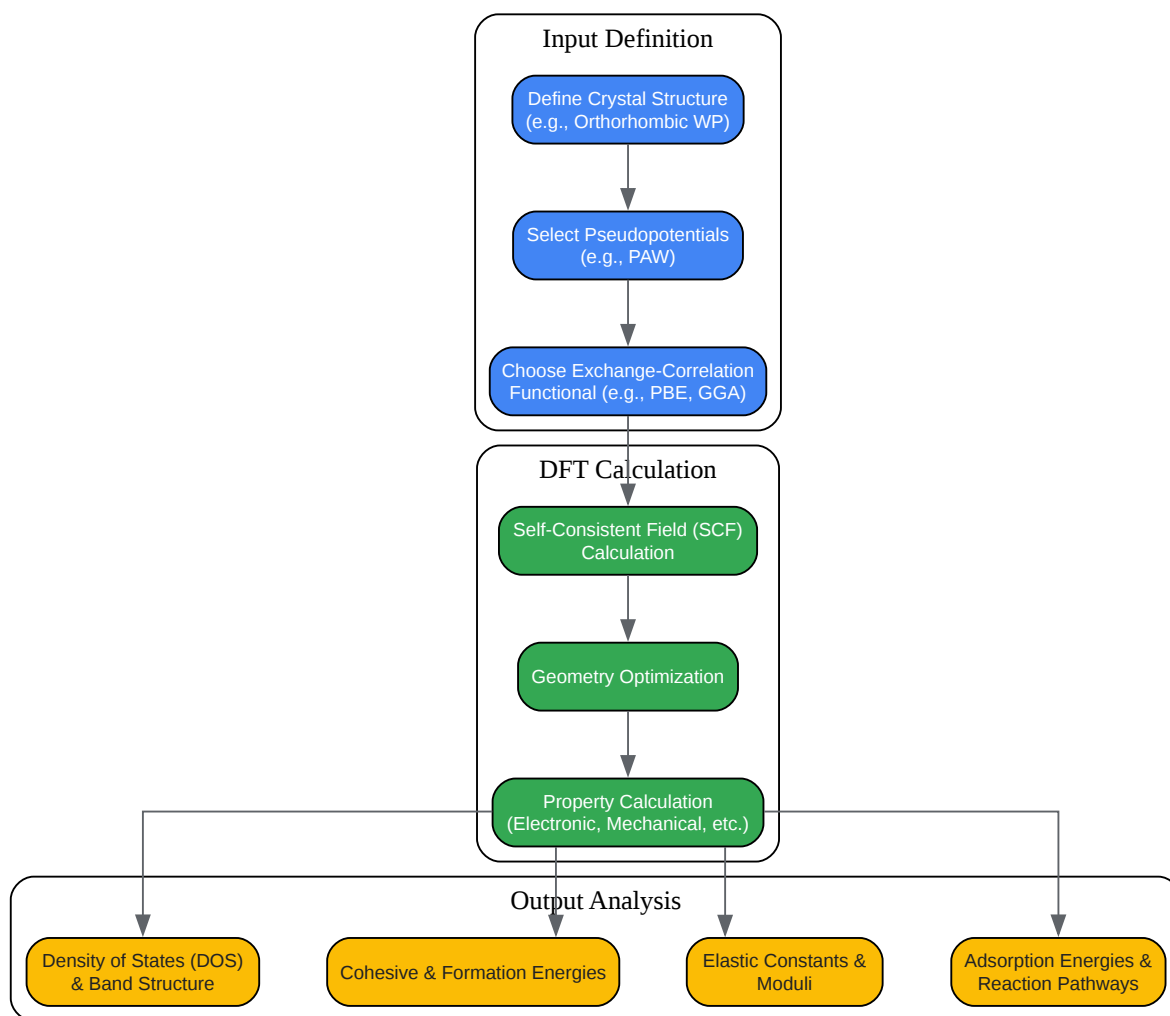 Input Definition
Define Crystal Structure
(e.g., Orthorhombic WP)
Select Pseudopotentials
(e.g., PAW)
Choose Exchange-Correlation
Functional (e.g., PBE, GGA)
DFT Calculation
Self-Consistent Field (SCF)
Calculation
Geometry Optimization
Property Calculation
(Electronic, Mechanical, etc.)
Output Analysis
Density of States (DOS)
& Band Structure
Cohesive & Formation Energies
Elastic Constants &
Moduli
Adsorption Energies &
Reaction Pathways